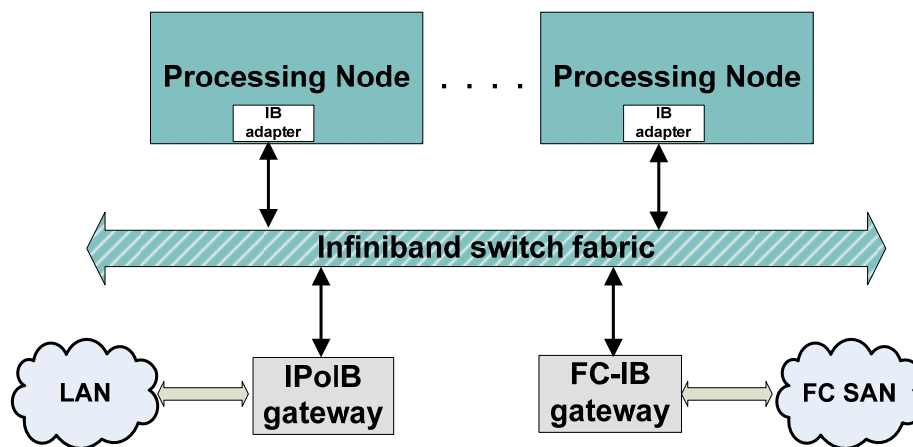 Processing Node
. . . .
Processing Node
IB
adapter
IB
adapter
Infiniband switch fabric
LAN
IPoIB
gateway
FC-IB
gateway
FC SAN